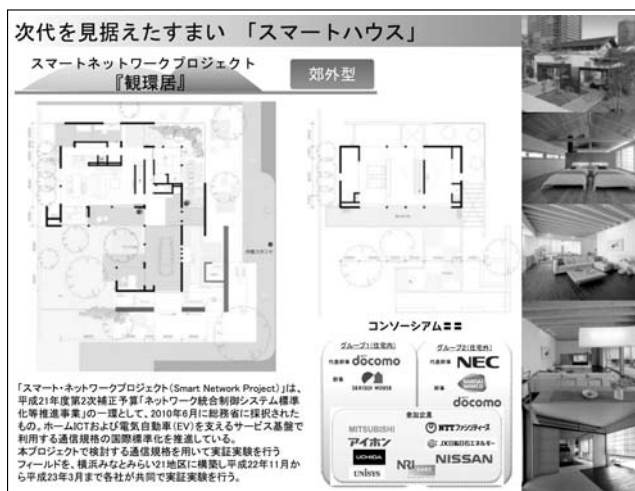 次代を見据えたすまい 「スマートハウス」
スマートネットワークプロジェクト
『観環居』
郊外型
コンソーシアム
グループ1(住宅内)
代表幹事 docomo
幹事 SEKISUI HOUSE
グループ2(住宅外)
代表幹事 NEC
幹事 BANDAI NAMCO
docomo
参加企業
MITSUBISHI
NTTファシリティーズ
アイホン
JX日鉱日石エネルギー
UCHIDA
UNISYS
NRI
NISSAN
「スマート・ネットワークプロジェクト(Smart Network Project)」は、
平成21年度第2次補正予算「ネットワーク統合制御システム標準
化等推進事業」の一環として、2010年6月に総務省に採択された
もの。ホームICTおよび電気自動車(EV)を支えるサービス基盤で
利用する通信規格の国際標準化を推進している。
本プロジェクトで検討する通信規格を用いて実証実験を行う
フィールドを、横浜みなとみらい21地区に構築し平成22年11月か
ら平成23年3月まで各社が共同で実証実験を行う。